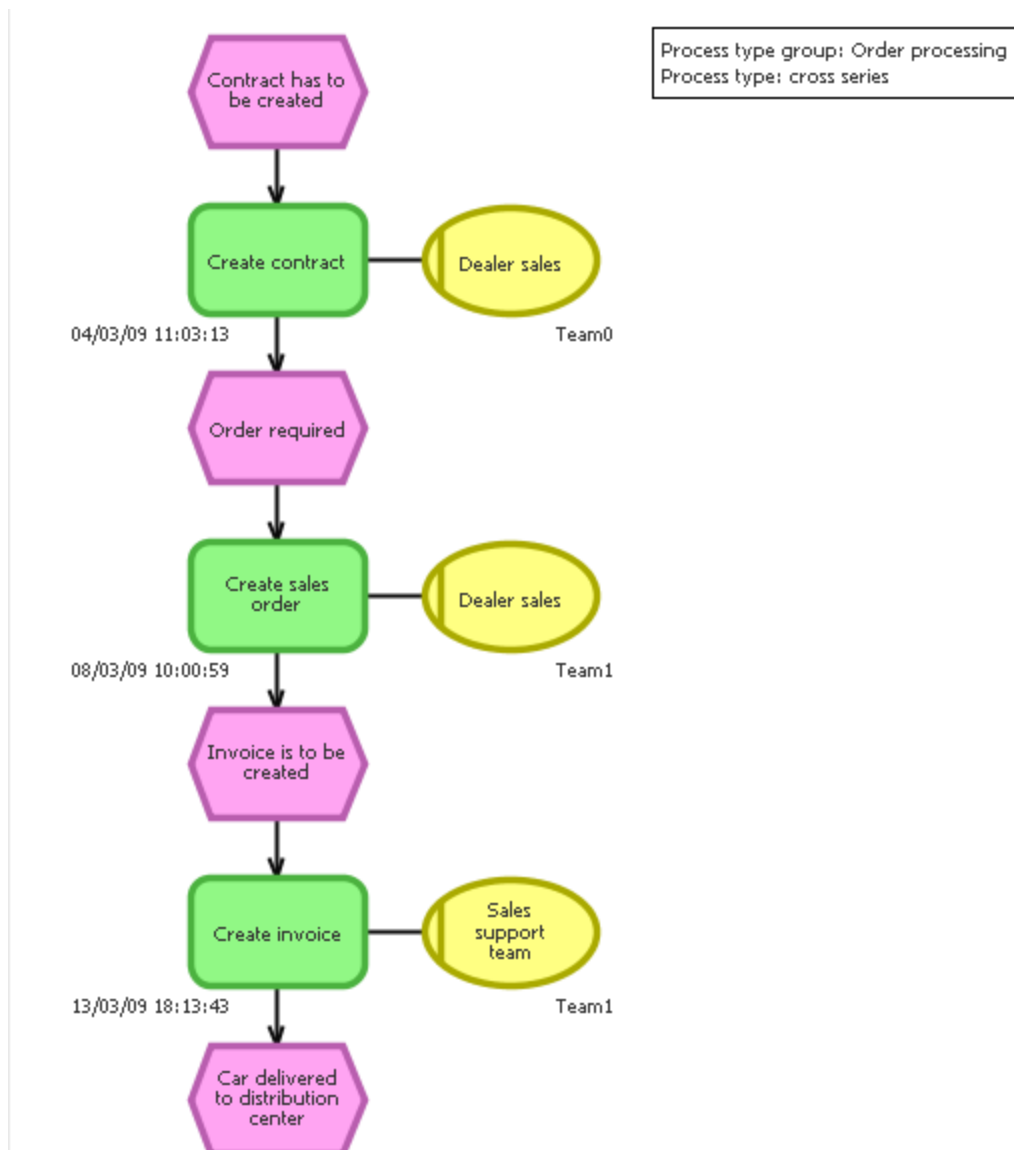 Process type group: Order processing
Process type: cross series
Contract has to
be created
Create contract
Dealer sales
04/03/09 11:03:13
Team0
Order required
Create sales
order
Dealer sales
08/03/09 10:00:59
Team1
Invoice is to be
created
Create invoice
Sales
support
team
13/03/09 18:13:43
Team1
Car delivered
to distribution
center